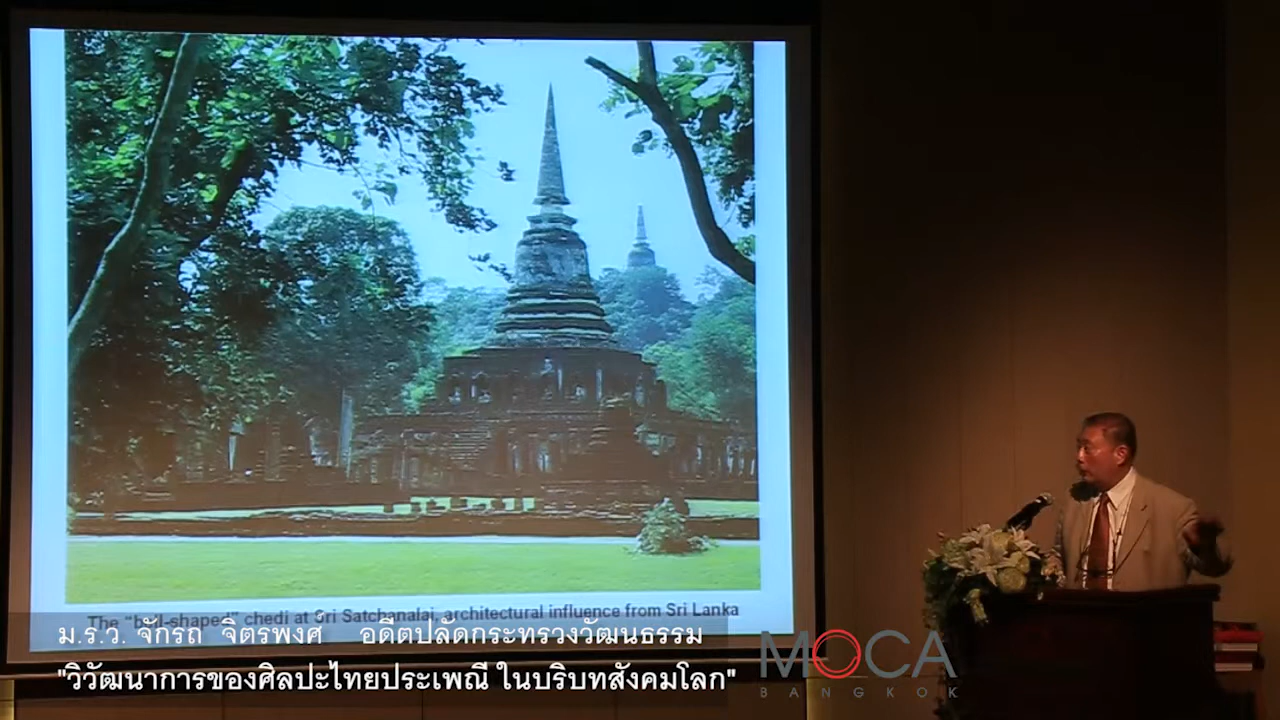 The "bell-shaped" chedi at Sri Satchanalai, architectural influence from Sri Lanka
ม.ร.ว. จักรถ จิตรพงศ์ อดีตปลัดกระทรวงวัฒนธรรม
"วิวัฒนาการของศิลปะไทยประเพณี ในบริบทสังคมโลก"
MOCA
BANGKOK